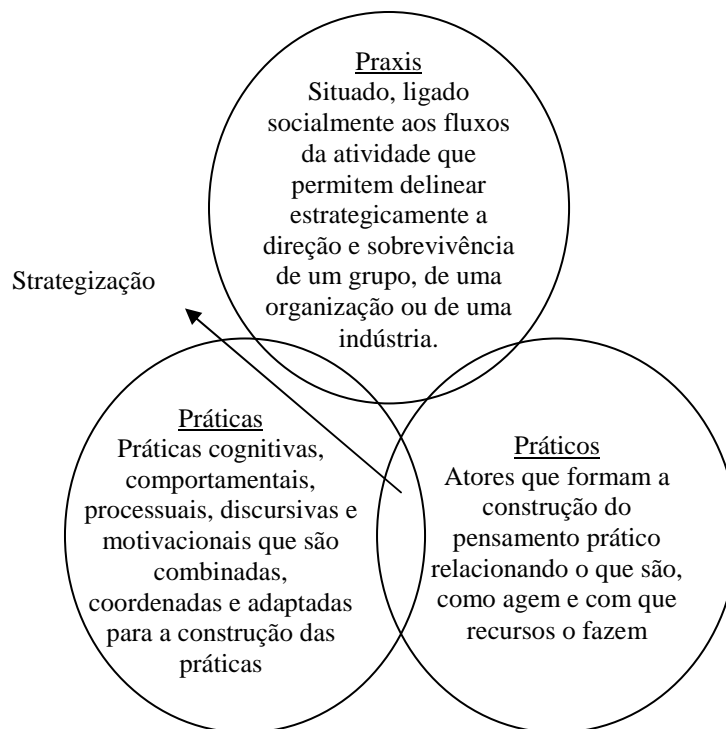 Praxis
Situado, ligado
socialmente aos fluxos
da atividade que
permitem delinear
estrategicamente a
direção e sobrevivência
de um grupo, de uma
organização ou de uma
indústria.
Strategização
Práticas
Práticas cognitivas,
comportamentais,
processuais, discursivas e
motivacionais que são
combinadas,
coordenadas e adaptadas
para a construção das
práticas
Práticos
Atores que formam a
construção do
pensamento prático
relacionando o que são,
como agem e com que
recursos o fazem